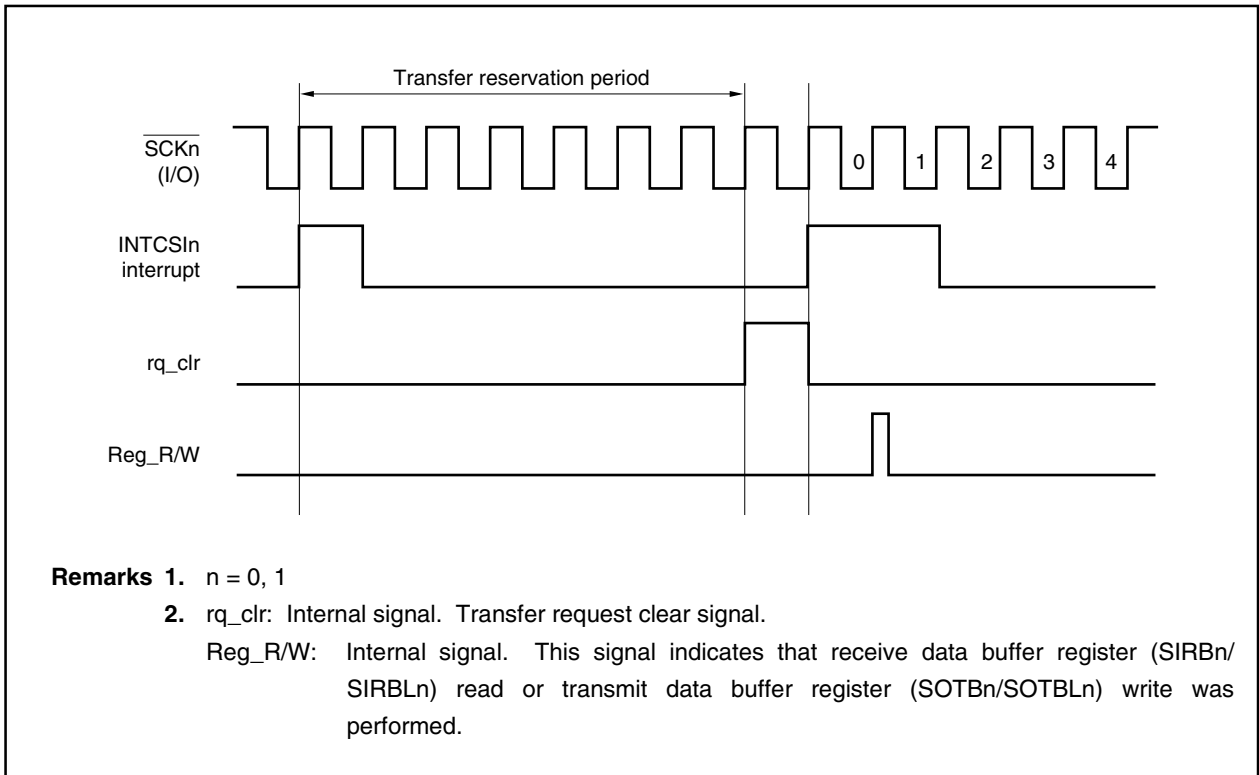 Transfer reservation period
SCKn
(I/O)
0 1 2 3 4
INTCSIn
interrupt
rq_clr
Reg_R/W
Remarks 1. n = 0, 1
2. rq_clr: Internal signal. Transfer request clear signal.
Reg_R/W: Internal signal. This signal indicates that receive data buffer register (SIRBn/
SIRBLn) read or transmit data buffer register (SOTBn/SOTBLn) write was
performed.